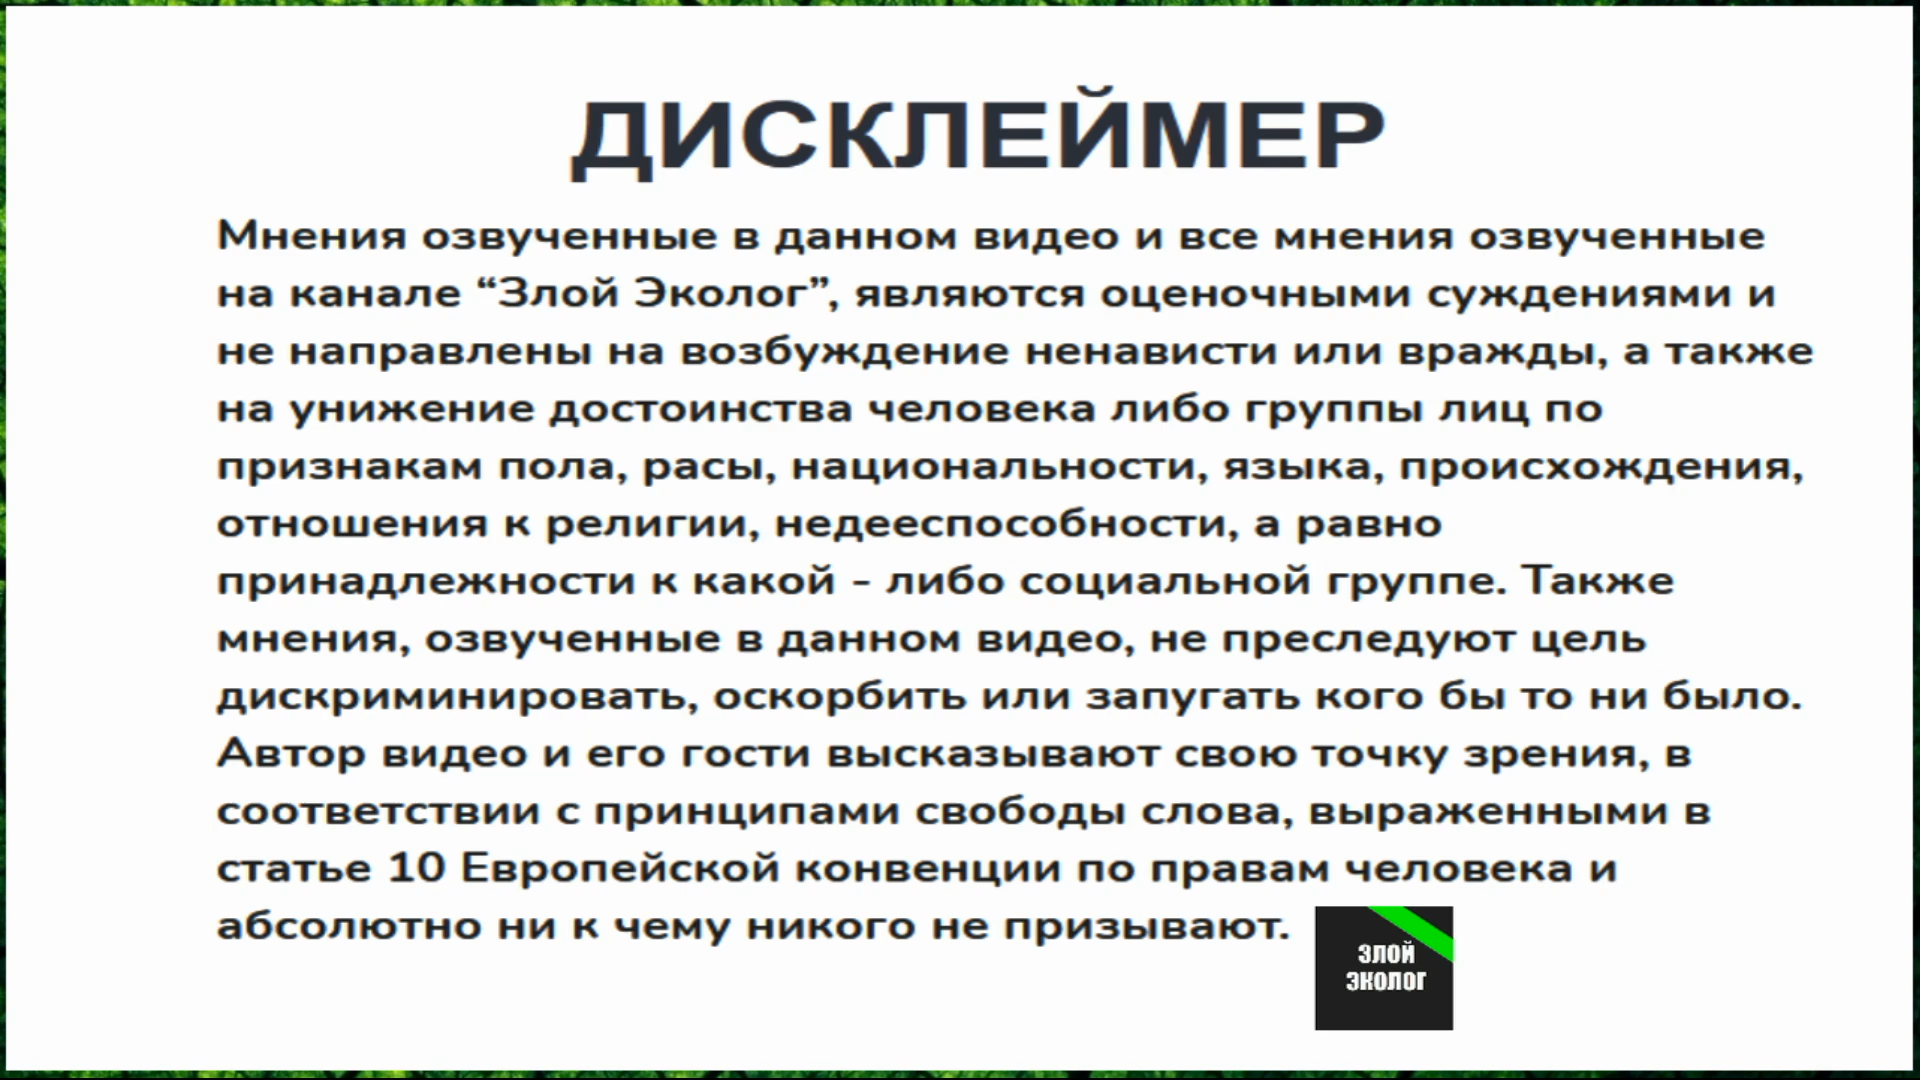 ДИСКЛЕЙМЕР
Мнения озвученные в данном видео и все мнения озвученные
на канале “Злой Эколог”, являются оценочными суждениями и
не направлены на возбуждение ненависти или вражды, а также
на унижение достоинства человека либо группы лиц по
признакам пола, расы, национальности, языка, происхождения,
отношения к религии, недееспособности, а равно
принадлежности к какой - либо социальной группе. Также
мнения, озвученные в данном видео, не преследуют цель
дискриминировать, оскорбить или запугать кого бы то ни было.
Автор видео и его гости высказывают свою точку зрения, в
соответствии с принципами свободы слова, выраженными в
статье 10 Европейской конвенции по правам человека и
абсолютно ни к чему никого не призывают.
ЗЛОЙ
ЭКОЛОГ